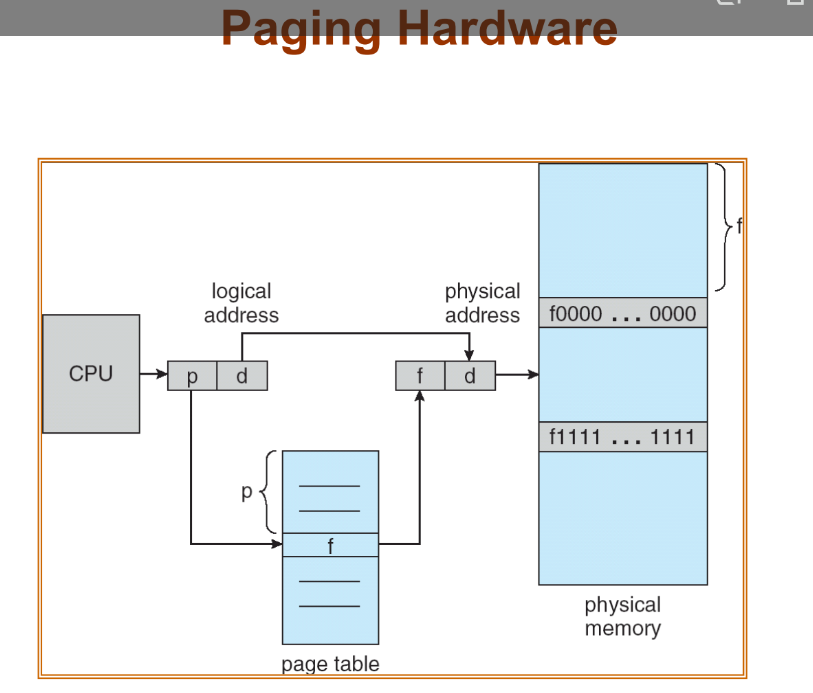 Paging Hardware
logical
address
physical
address
f
f0000 ... 0000
CPU
p
d
f
d
f1111 ... 1111
p
f
physical
memory
page table